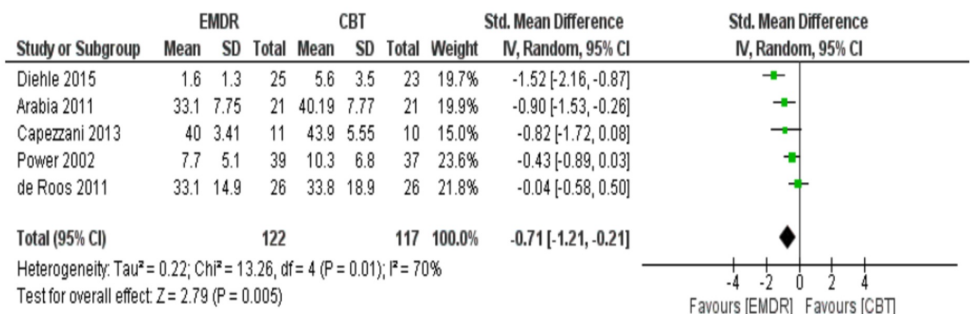 EMDR CBT Std. Mean Difference Std. Mean Difference
Study or Subgroup Mean SD Total Mean SD Total Weight IV, Random, 95% CI IV, Random, 95% CI
Diehle 2015 1.6 1.3 25 5.6 3.5 23 19.7% -1.52 [-2.16, -0.87]
Arabia 2011 33.1 7.75 21 40.19 7.77 21 19.9% -0.90 [-1.53, -0.26]
Capezzani 2013 40 3.41 11 43.9 5.55 10 15.0% -0.82 [-1.72, 0.08]
Power 2002 7.7 5.1 39 10.3 6.8 37 23.6% -0.43 [-0.89, 0.03]
de Roos 2011 33.1 14.9 26 33.8 18.9 26 21.8% -0.04 [-0.58, 0.50]
Total (95% CI) 122 117 100.0% -0.71 [-1.21, -0.21]
Heterogeneity: Tau² = 0.22; Chi² = 13.26, df = 4 (P = 0.01); I² = 70%
Test for overall effect: Z = 2.79 (P = 0.005)
-4 -2 0 2 4
Favours [EMDR] Favours [CBT]